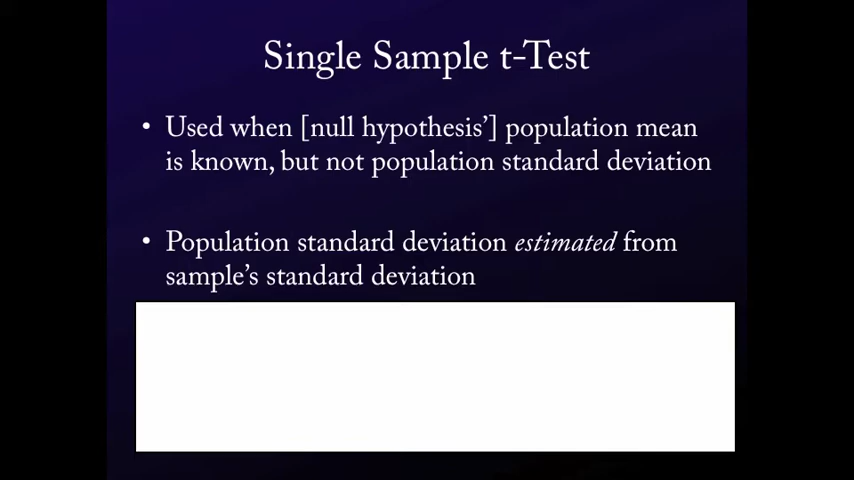 Single Sample t-Test
• Used when [null hypothesis’] population mean
is known, but not population standard deviation
• Population standard deviation estimated from
sample’s standard deviation